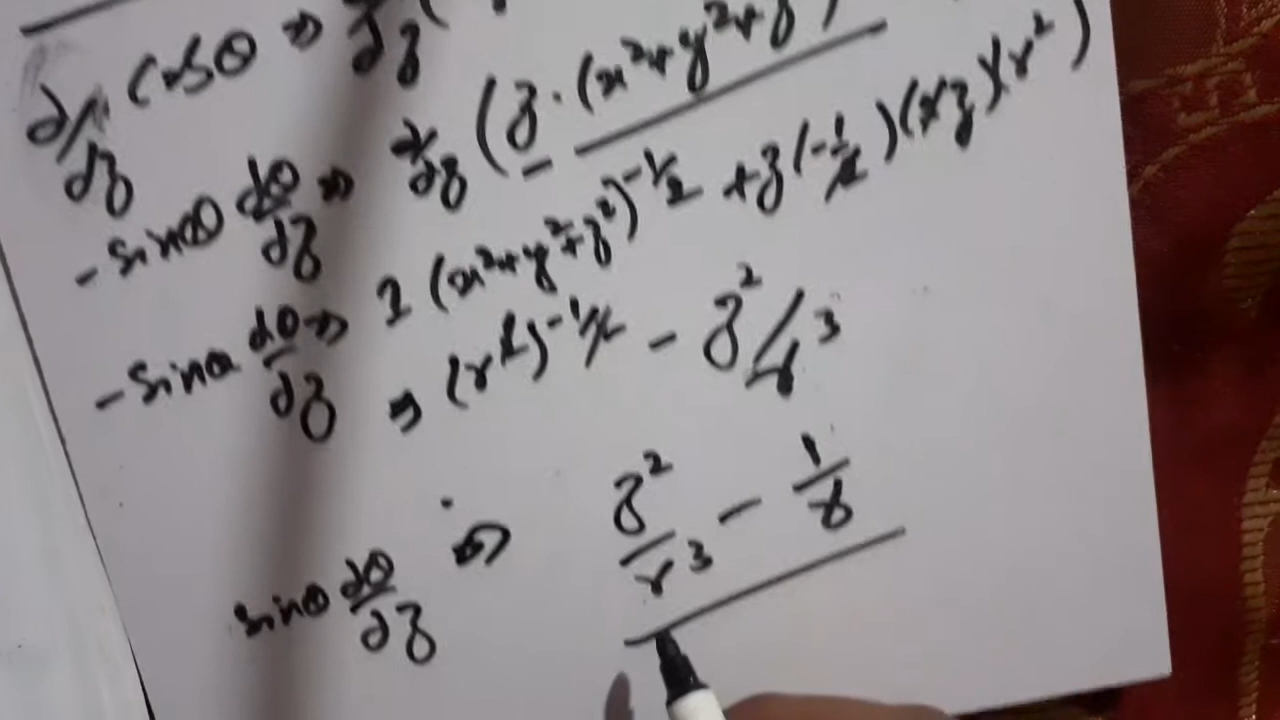 ∂/∂z cosθ ⇒ ∂/∂z (
-sinθ ∂θ/∂z ⇒ ∂/∂z (z · (x²+y²+z )
-sinθ ∂θ/∂z ⇒ 1 (x²+y²+z²)^-1/2 + z(-1/2)(2z)(r²)
⇒ (r²)^-1/2 - z²/r³
sinθ ∂θ/∂z ⇒ z²/r³ - 1/r